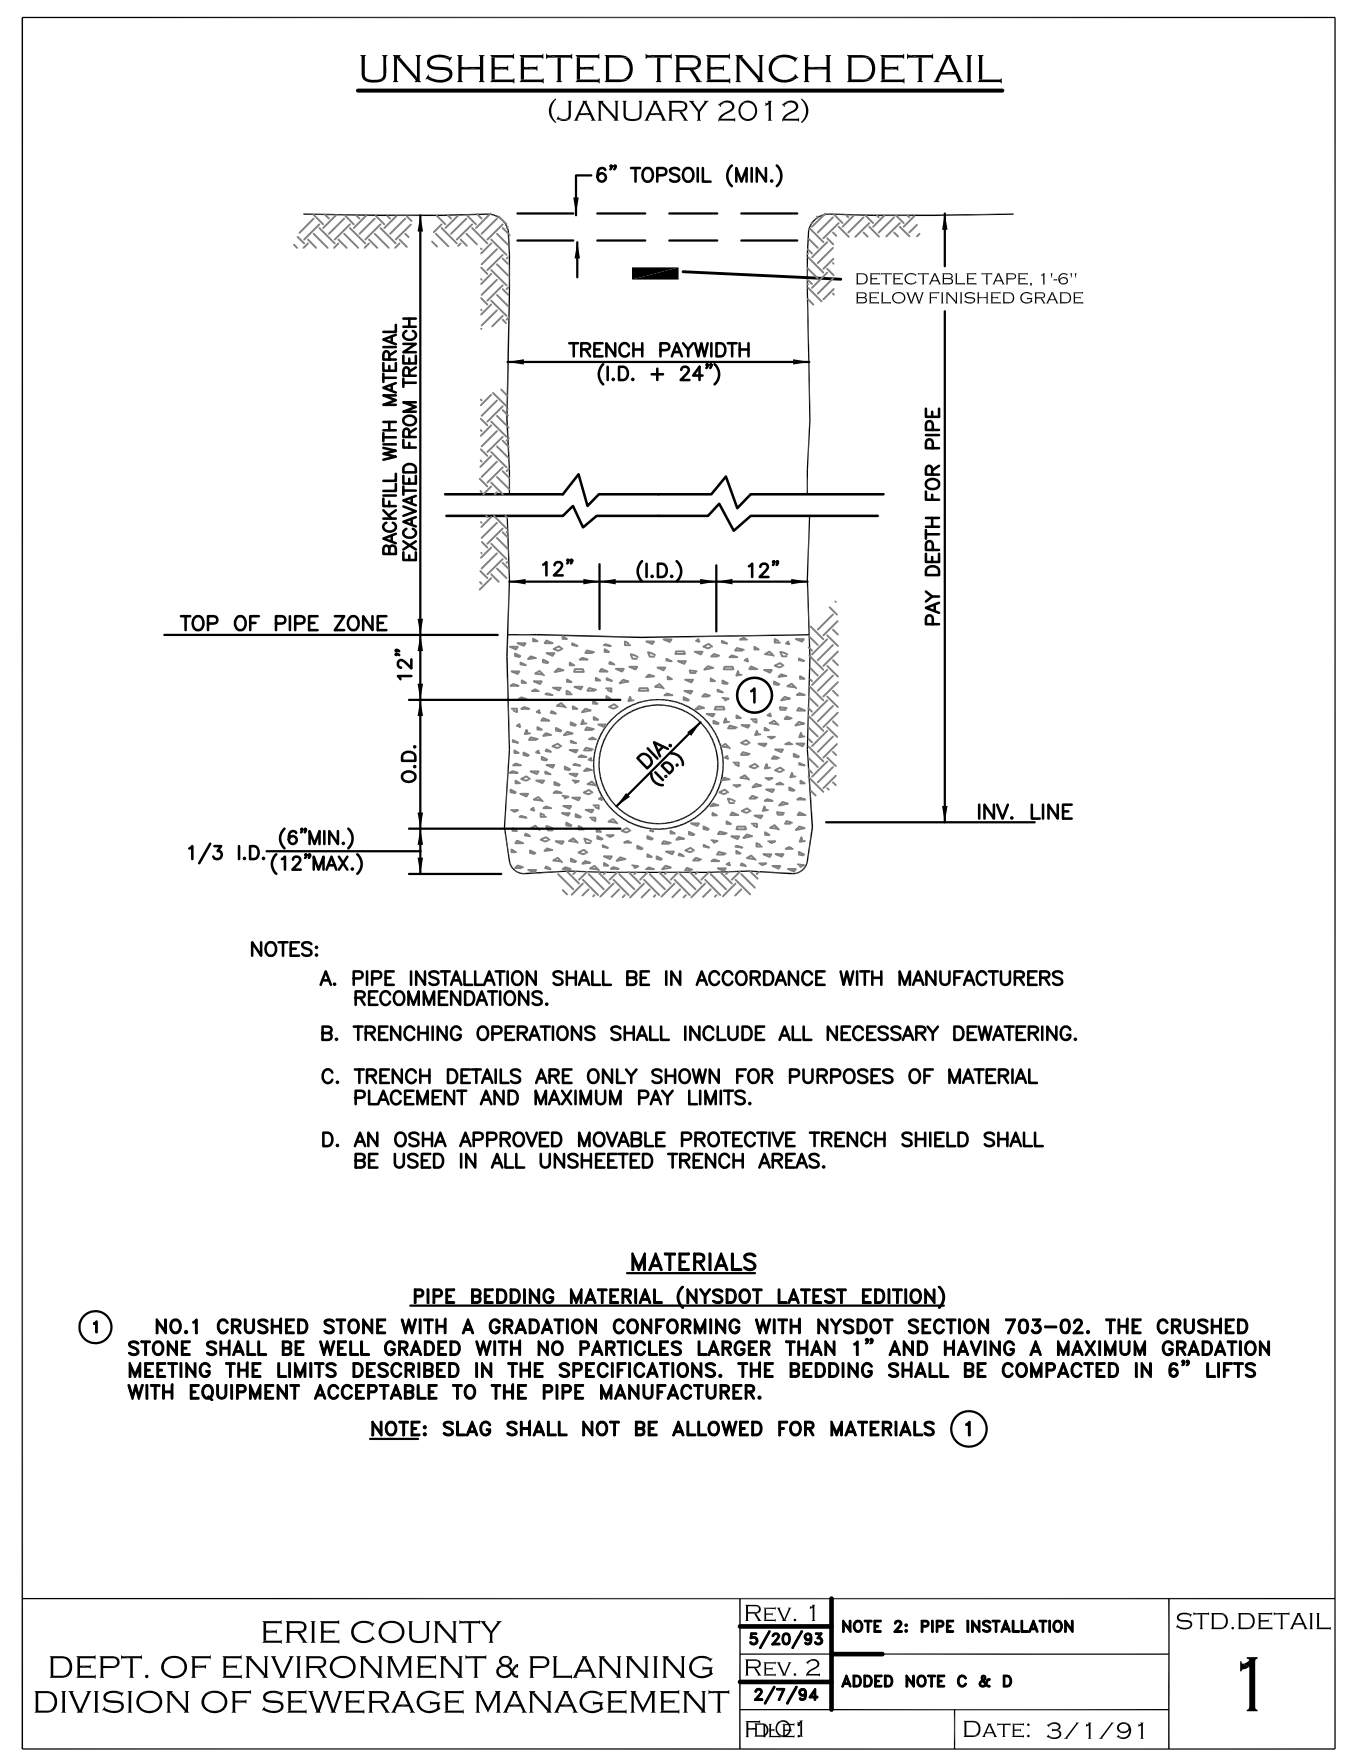 UNSHEETED TRENCH DETAIL
(JANUARY 2012)
6" TOPSOIL (MIN.)
DETECTABLE TAPE, 1'-6"
BELOW FINISHED GRADE
TRENCH PAYWIDTH
(I.D. + 24")
BACKFILL WITH MATERIAL
EXCAVATED FROM TRENCH
PAY DEPTH FOR PIPE
12" (I.D.) 12"
TOP OF PIPE ZONE
12"
1
O.D.
DIA.
(I.D.)
INV. LINE
1/3 I.D. (6"MIN.)
(12"MAX.)
NOTES:
A. PIPE INSTALLATION SHALL BE IN ACCORDANCE WITH MANUFACTURERS
RECOMMENDATIONS.
B. TRENCHING OPERATIONS SHALL INCLUDE ALL NECESSARY DEWATERING.
C. TRENCH DETAILS ARE ONLY SHOWN FOR PURPOSES OF MATERIAL
PLACEMENT AND MAXIMUM PAY LIMITS.
D. AN OSHA APPROVED MOVABLE PROTECTIVE TRENCH SHIELD SHALL
BE USED IN ALL UNSHEETED TRENCH AREAS.
MATERIALS
PIPE BEDDING MATERIAL (NYSDOT LATEST EDITION)
1 NO.1 CRUSHED STONE WITH A GRADATION CONFORMING WITH NYSDOT SECTION 703-02. THE CRUSHED
STONE SHALL BE WELL GRADED WITH NO PARTICLES LARGER THAN 1" AND HAVING A MAXIMUM GRADATION
MEETING THE LIMITS DESCRIBED IN THE SPECIFICATIONS. THE BEDDING SHALL BE COMPACTED IN 6" LIFTS
WITH EQUIPMENT ACCEPTABLE TO THE PIPE MANUFACTURER.
NOTE: SLAG SHALL NOT BE ALLOWED FOR MATERIALS 1
ERIE COUNTY
DEPT. OF ENVIRONMENT & PLANNING
DIVISION OF SEWERAGE MANAGEMENT
REV. 1
5/20/93
NOTE 2: PIPE INSTALLATION
REV. 2
2/7/94
ADDED NOTE C & D
DATE: 3/1/91
STD.DETAIL
1